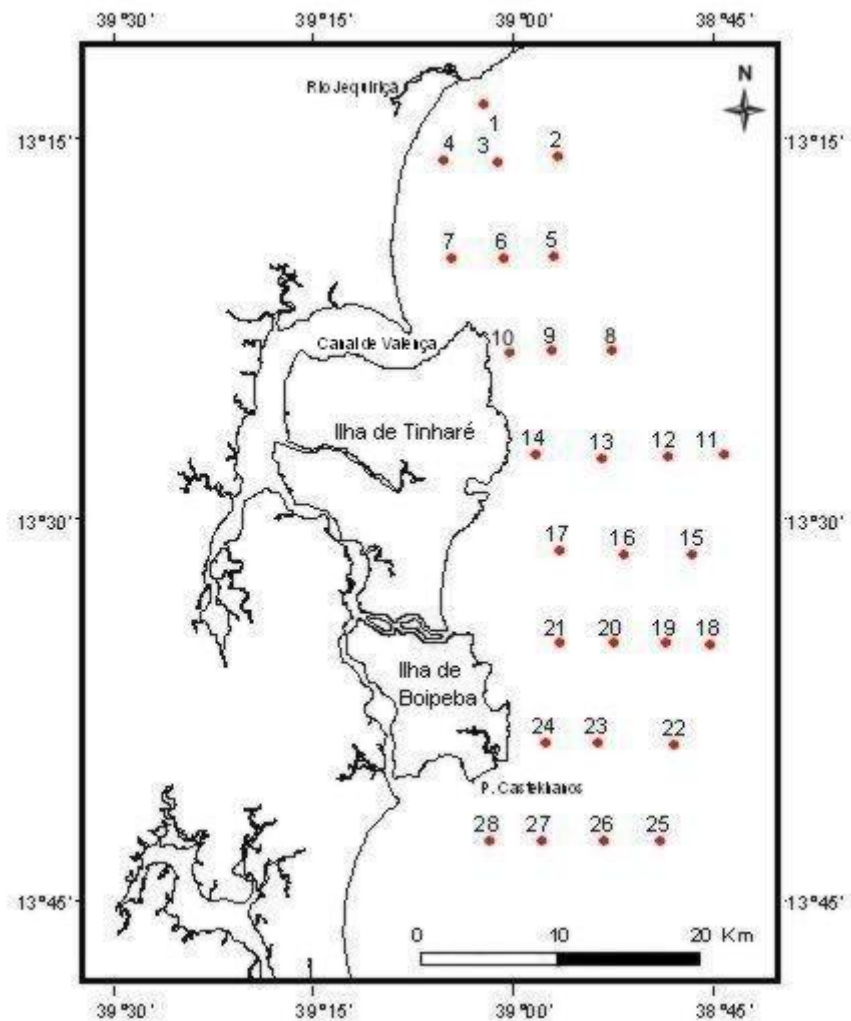 39°30' 39°15' 39°00' 38°45'
N
Rio Jequiriçá
1
13°15' 4 3 2 13°15'
7 6 5
Canal de Valença 10 9 8
Ilha de Tinharé 14 13 12 11
13°30' 17 16 15 13°30'
21 20 19 18
Ilha de
Boipeba
24 23 22
P. Castelhanos
28 27 26 25
13°45' 13°45'
0 10 20 Km
39°30' 39°15' 39°00' 38°45'